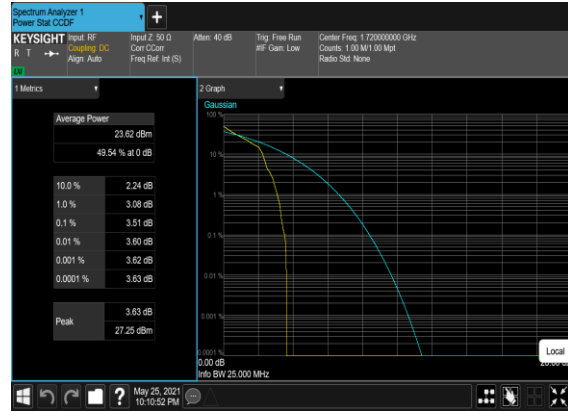 Spectrum Analyzer 1
Power Stat CCDF
KEYSIGHT
R T
Input: RF
Coupling: DC
Align: Auto
Input Z: 50 Ω
Corr CCorr
Freq Ref: Int (S)
Atten: 40 dB
Trig: Free Run
#IF Gain: Low
Center Freq: 1.720000000 GHz
Counts: 1.00 M/1.00 Mpt
Radio Std: None
1 Metrics
Average Power
23.62 dBm
49.54 % at 0 dB
10.0 % 2.24 dB
1.0 % 3.08 dB
0.1 % 3.51 dB
0.01 % 3.60 dB
0.001 % 3.62 dB
0.0001 % 3.63 dB
Peak
3.63 dB
27.25 dBm
2 Graph
Gaussian
100 %
10 %
1 %
0.1 %
0.01 %
0.001 %
0.0001 %
0.00 dB
Info BW 25.000 MHz
Local
May 25, 2021
10:10:52 PM